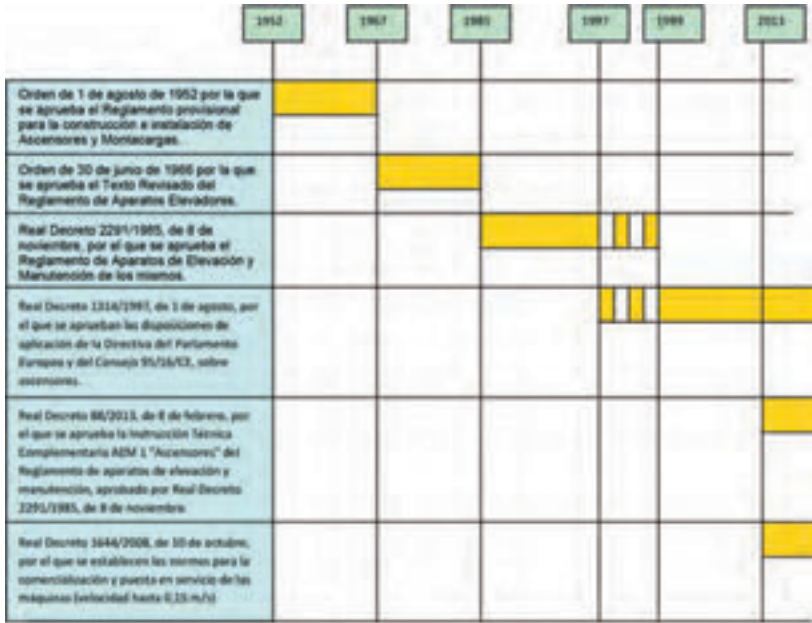 1952 1967 1985 1997 1999 2013
Orden de 1 de agosto de 1952 por la que
se aprueba el Reglamento provisional
para la construcción e instalación de
Ascensores y Montacargas.
Orden de 30 de junio de 1966 por la que
se aprueba el Texto Revisado del
Reglamento de Aparatos Elevadores.
Real Decreto 2291/1985, de 8 de
noviembre, por el que se aprueba el
Reglamento de Aparatos de Elevación y
Manutención de los mismos.
Real Decreto 1314/1997, de 1 de agosto, por
el que se aprueban las disposiciones de
aplicación de la Directiva del Parlamento
Europeo y del Consejo 95/16/CE, sobre
ascensores.
Real Decreto 88/2013, de 8 de febrero, por
el que se aprueba la Instrucción Técnica
Complementaria AEM 1 "Ascensores" del
Reglamento de aparatos de elevación y
manutención, aprobado por Real Decreto
2291/1985, de 8 de noviembre
Real Decreto 1644/2008, de 10 de octubre,
por el que se establecen las normas para la
comercialización y puesta en servicio de las
máquinas (velocidad hasta 0,15 m/s)